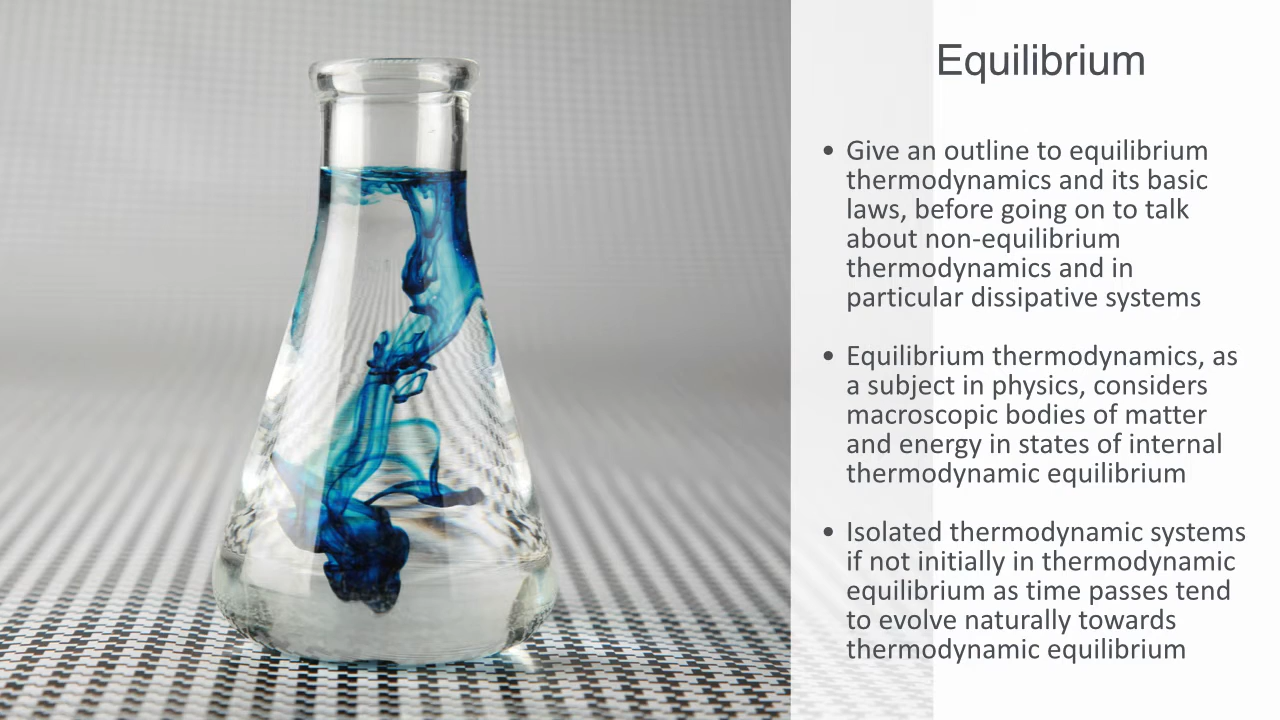 Equilibrium
• Give an outline to equilibrium
thermodynamics and its basic
laws, before going on to talk
about non-equilibrium
thermodynamics and in
particular dissipative systems
• Equilibrium thermodynamics, as
a subject in physics, considers
macroscopic bodies of matter
and energy in states of internal
thermodynamic equilibrium
• Isolated thermodynamic systems
if not initially in thermodynamic
equilibrium as time passes tend
to evolve naturally towards
thermodynamic equilibrium